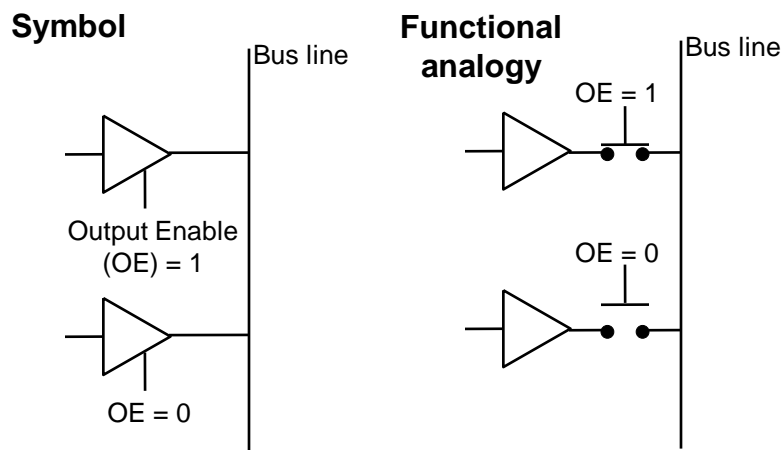 Symbol
Bus line
Output Enable
(OE) = 1
OE = 0
Functional
analogy
Bus line
OE = 1
OE = 0